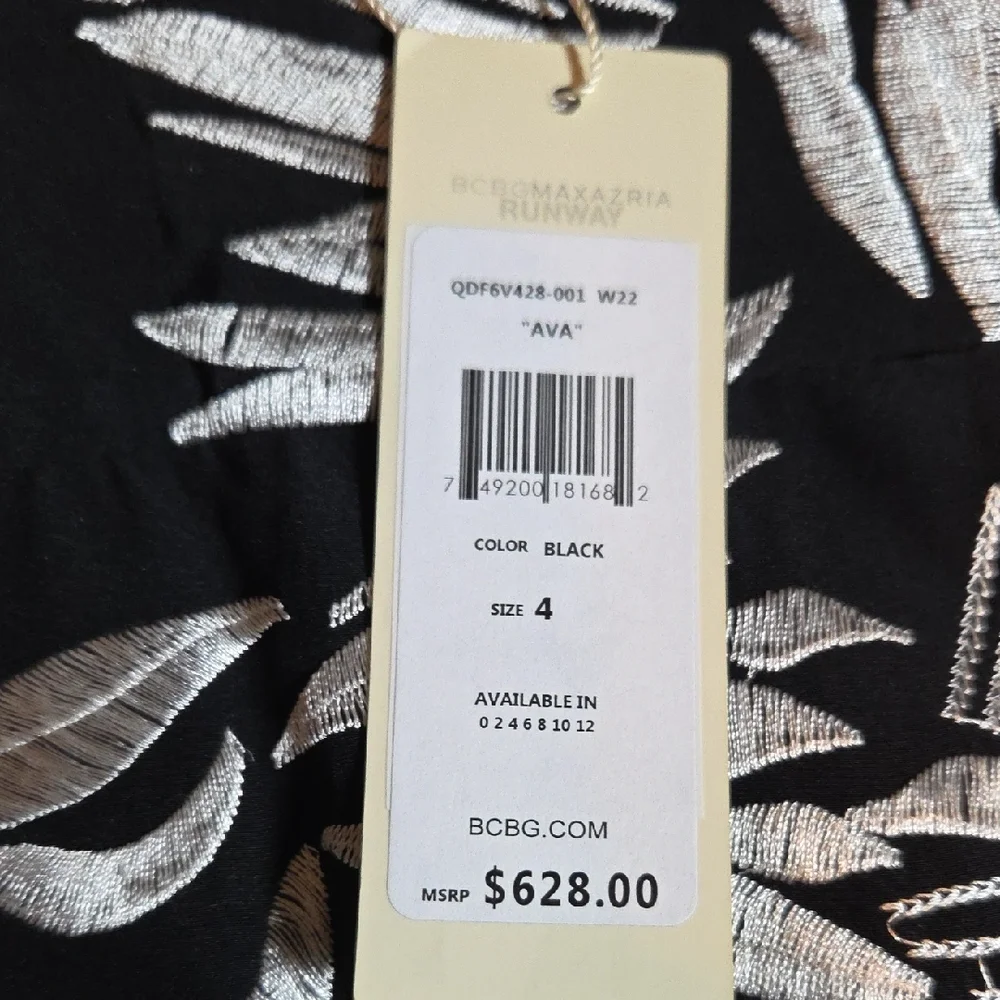 BCBGMAXAZRIA
RUNWAY
QDF6V428-001 W22
"AVA"
7 49200 18168 2
COLOR BLACK
SIZE 4
AVAILABLE IN
0 2 4 6 8 10 12
BCBG.COM
MSRP $628.00